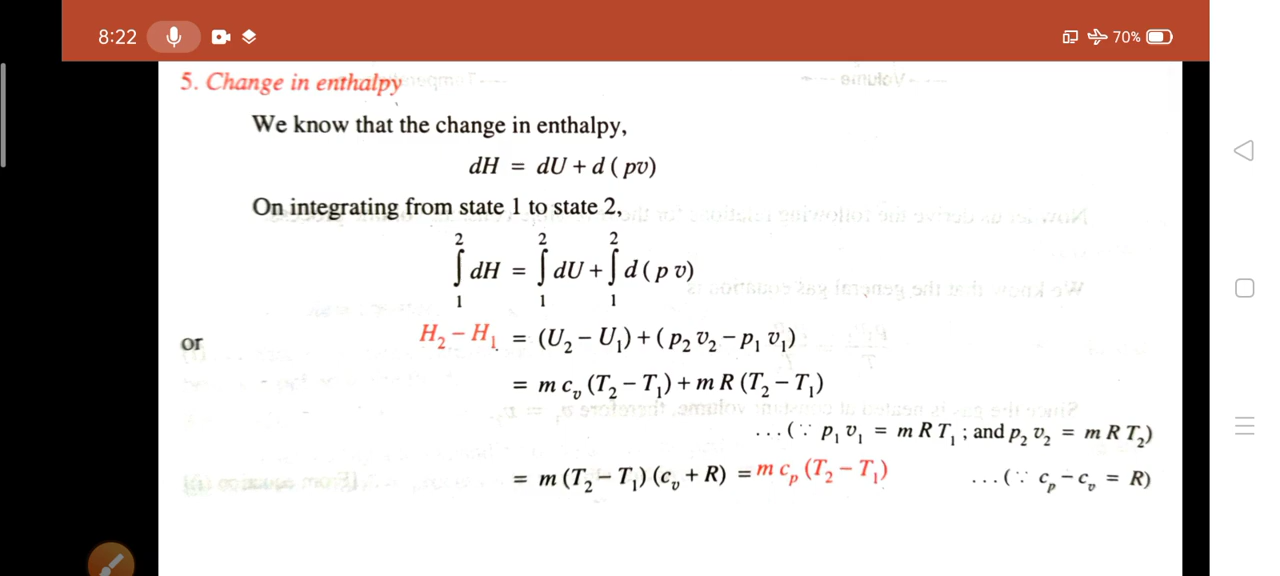 8:22
70%
5. Change in enthalpy
We know that the change in enthalpy,
dH = dU + d ( pv)
On integrating from state 1 to state 2,
∫₁² dH = ∫₁² dU + ∫₁² d ( p v)
or H₂ – H₁ = (U₂ – U₁) + ( p₂ v₂ – p₁ v₁)
= m cᵥ (T₂ – T₁) + m R (T₂ – T₁)
. . . (∵ p₁ v₁ = m R T₁ ; and p₂ v₂ = m R T₂)
= m (T₂ – T₁) (cᵥ + R) = m cₚ (T₂ – T₁) . . . (∵ cₚ – cᵥ = R)